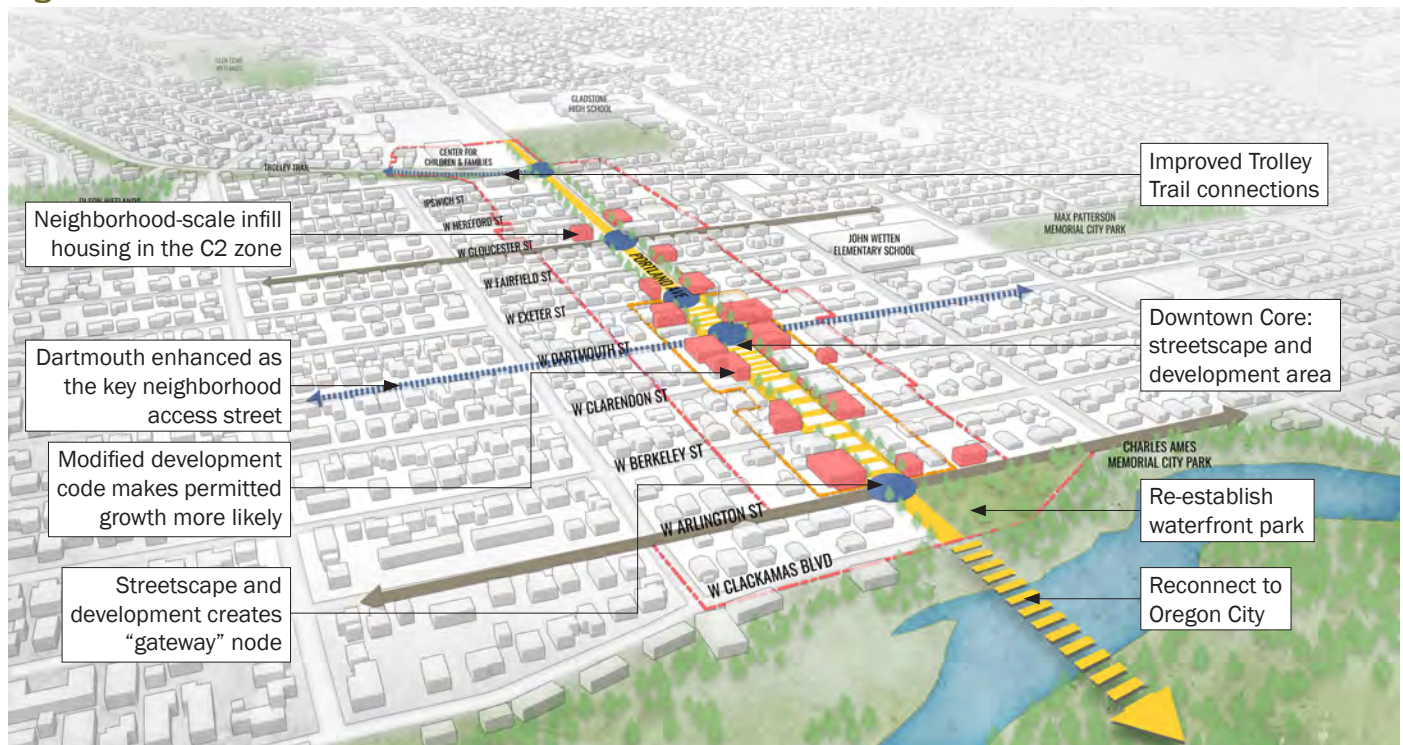 GLADSTONE
HIGH SCHOOL
CENTER FOR
CHILDREN & FAMILIES
TROLLEY TRAIL
Improved Trolley
Trail connections
OLSON WETLANDS
IPSWICH ST
Neighborhood-scale infill
housing in the C2 zone
W HEREFORD ST
W GLOUCESTER ST
MAX PATTERSON
MEMORIAL CITY PARK
JOHN WETTEN
ELEMENTARY SCHOOL
PORTLAND AVE
W FAIRFIELD ST
W EXETER ST
Downtown Core:
streetscape and
development area
Dartmouth enhanced as
the key neighborhood
access street
W DARTMOUTH ST
W CLARENDON ST
Modified development
code makes permitted
growth more likely
W BERKELEY ST
CHARLES AMES
MEMORIAL CITY PARK
Re-establish
waterfront park
W ARLINGTON ST
W CLACKAMAS BLVD
Streetscape and
development creates
“gateway” node
Reconnect to
Oregon City